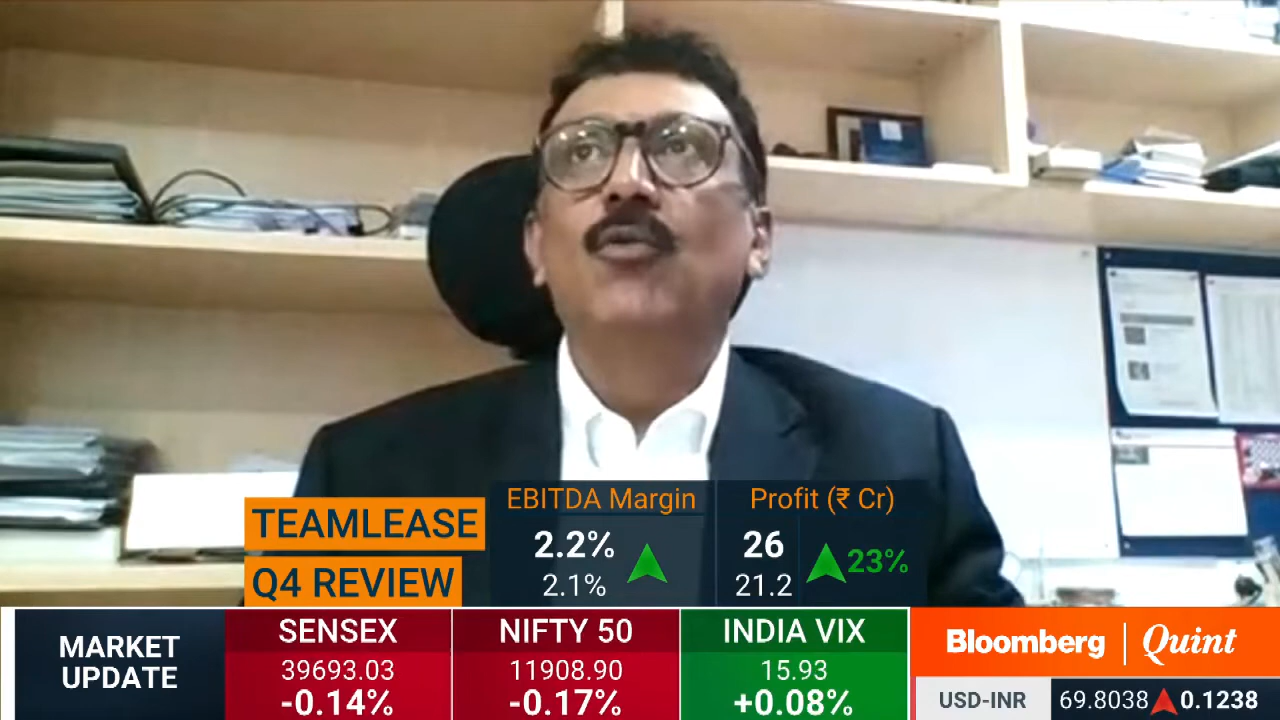 TEAMLEASE
Q4 REVIEW
EBITDA Margin
2.2%
2.1%
Profit (₹ Cr)
26
21.2
23%
MARKET
UPDATE
SENSEX
39693.03
-0.14%
NIFTY 50
11908.90
-0.17%
INDIA VIX
15.93
+0.08%
Bloomberg | Quint
USD-INR 69.8038 0.1238